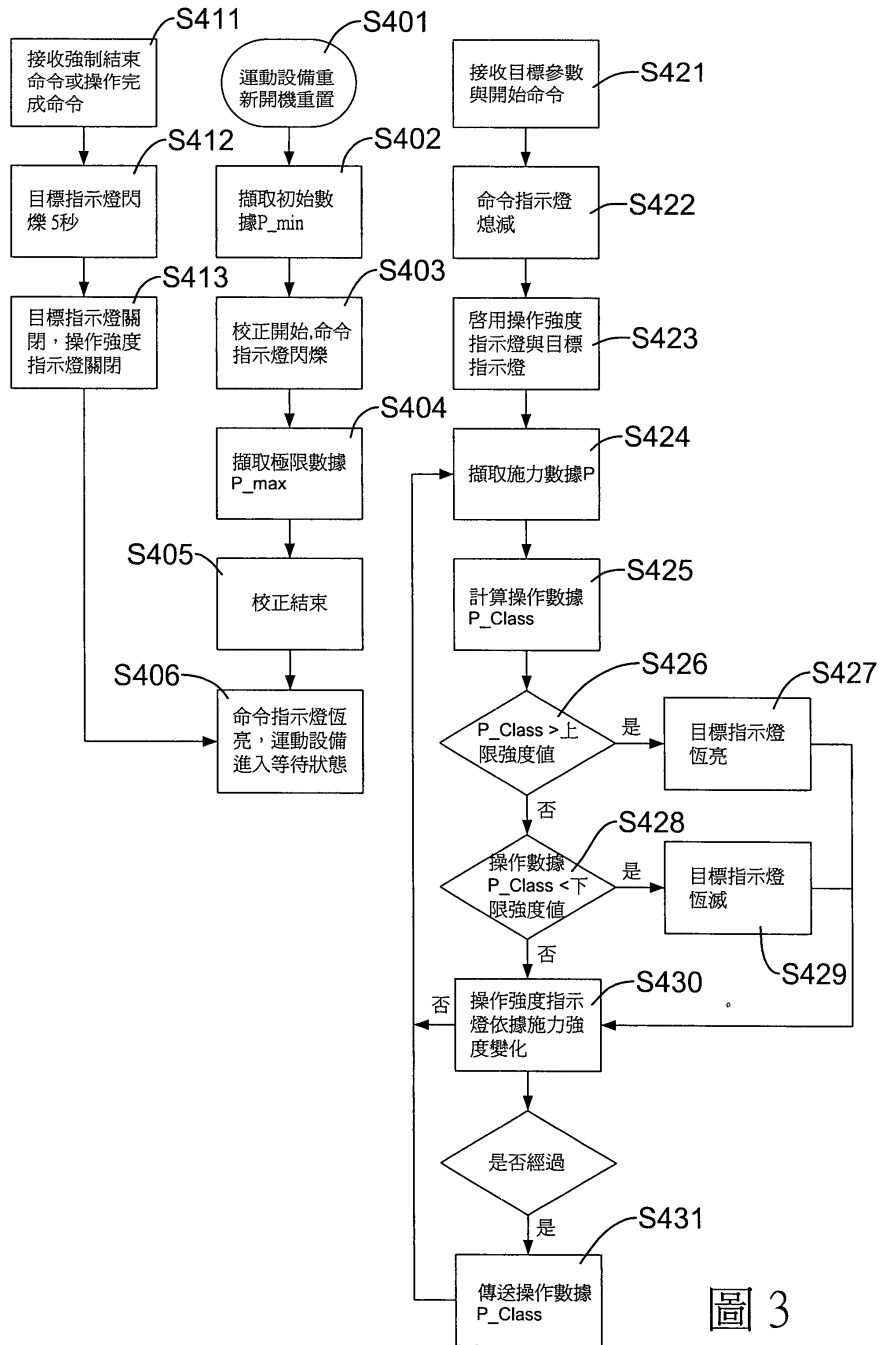 S411
接收強制結束
命令或操作完
成命令
S412
目標指示燈閃
爍 5秒
S413
目標指示燈關
閉，操作強度
指示燈關閉
S401
運動設備重
新開機重置
S402
擷取初始數
據P_min
S403
校正開始,命令
指示燈閃爍
S404
擷取極限數據
P_max
S405
校正結束
S406
命令指示燈恆
亮，運動設備
進入等待狀態
S421
接收目標參數
與開始命令
S422
命令指示燈
熄滅
S423
啓用操作強度
指示燈與目標
指示燈
S424
擷取施力數據P
S425
計算操作數據
P_Class
S426
P_Class >上
限強度值
是
否
S427
目標指示燈
恆亮
S428
操作數據
P_Class <下
限強度值
是
否
目標指示燈
恆滅
S429
S430
操作強度指示
燈依據施力強
度變化
否
是否經過
是
S431
傳送操作數據
P_Class
圖 3